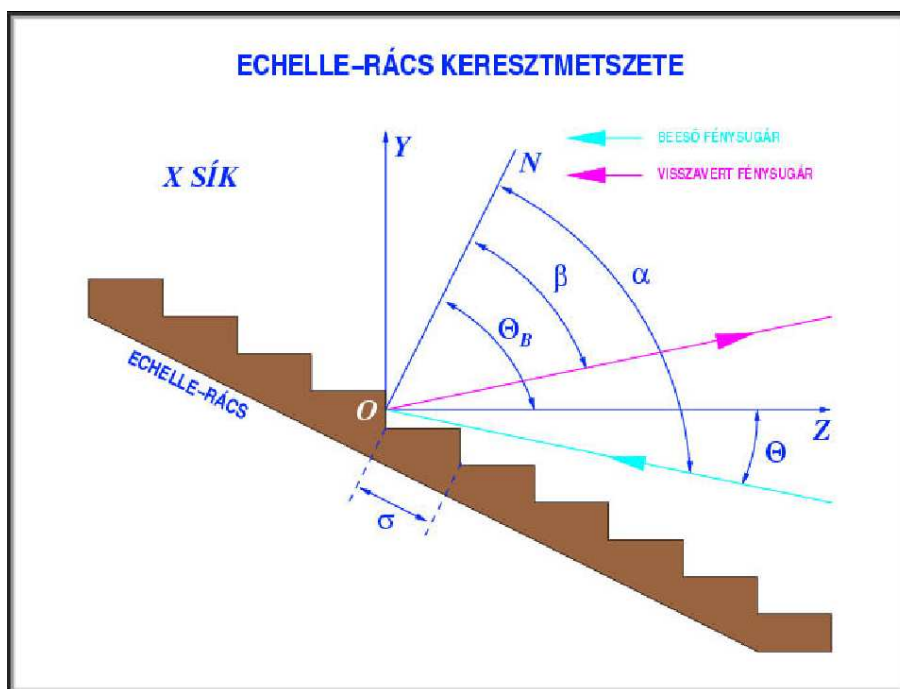 ECHELLE–RÁCS KERESZTMETSZETE
Y
N
BEESŐ FÉNYSUGÁR
X SÍK
VISSZAVERT FÉNYSUGÁR
β
α
Θ_B
ECHELLE–RÁCS
O
Z
Θ
σ